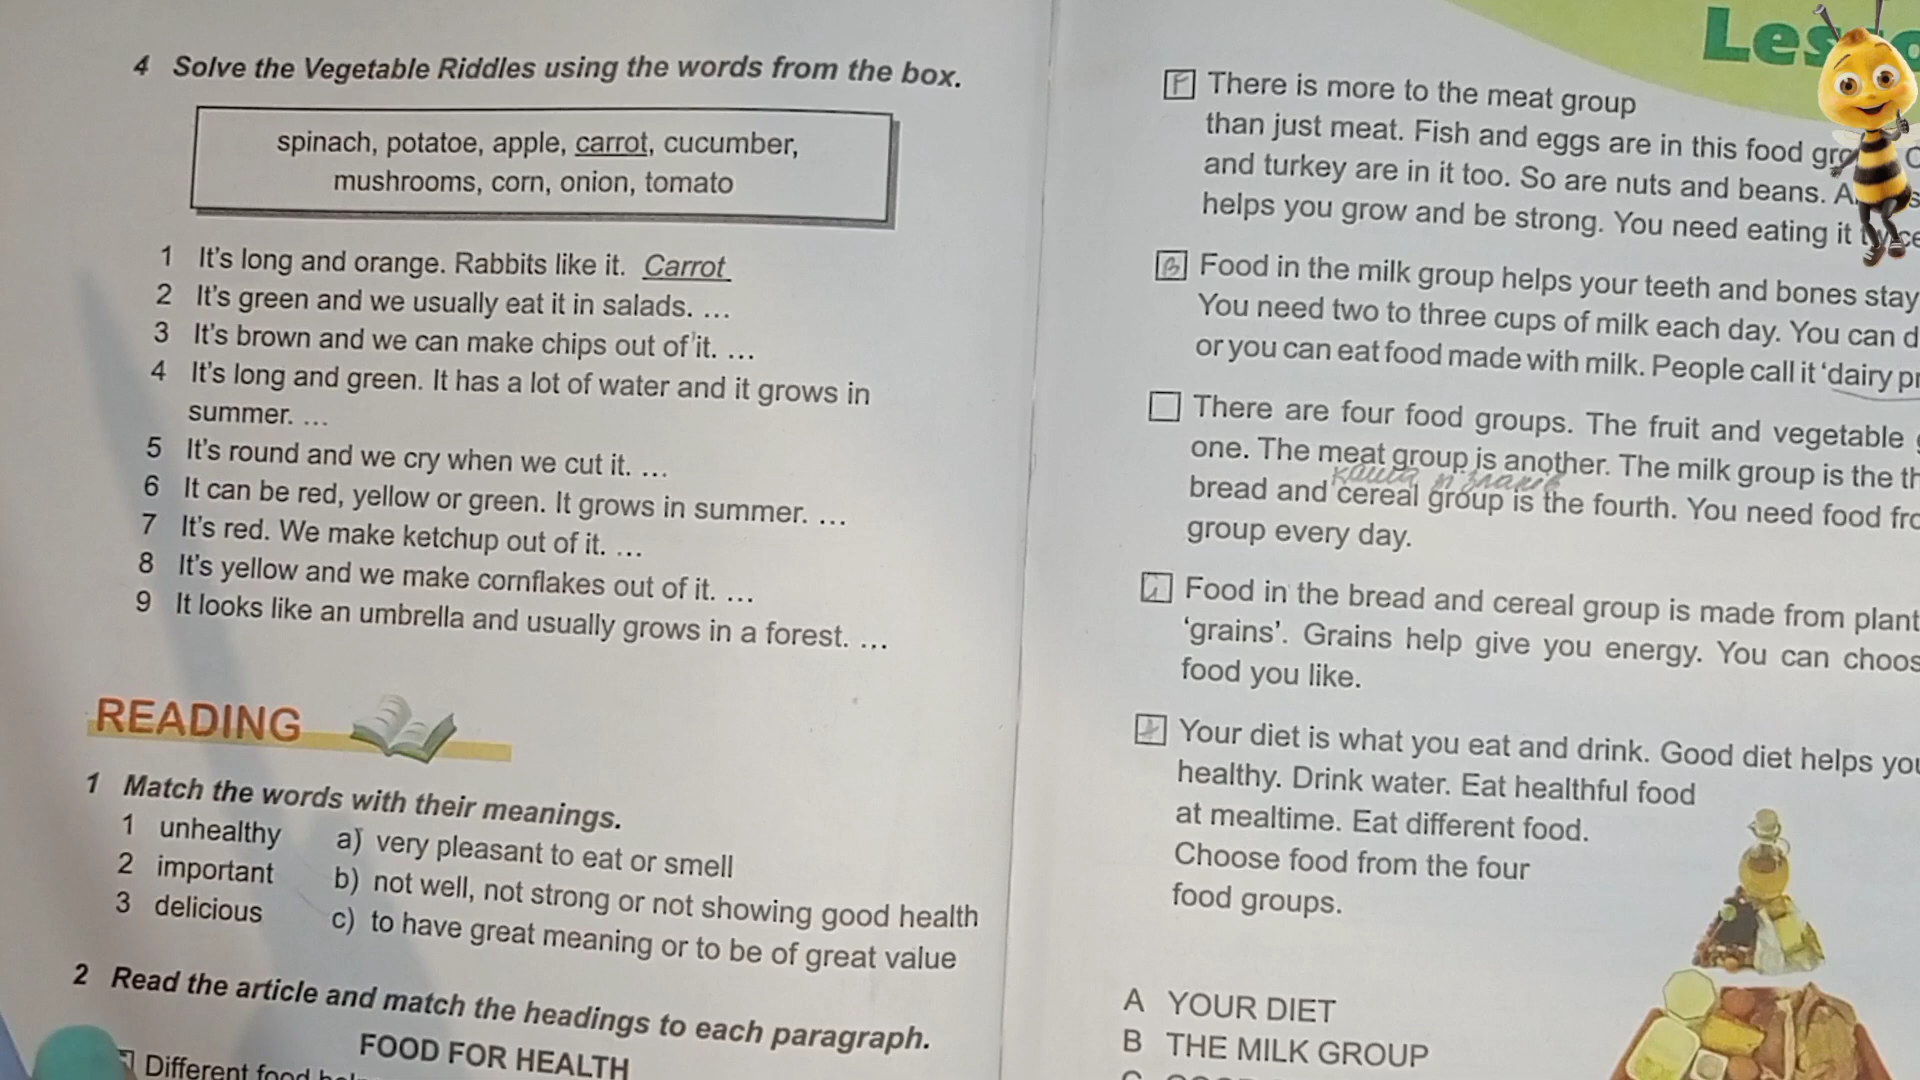 4 Solve the Vegetable Riddles using the words from the box.
spinach, potatoe, apple, carrot, cucumber,
mushrooms, corn, onion, tomato
1 It's long and orange. Rabbits like it. Carrot
2 It's green and we usually eat it in salads. ...
3 It's brown and we can make chips out of it. ...
4 It's long and green. It has a lot of water and it grows in
summer. ...
5 It's round and we cry when we cut it. ...
6 It can be red, yellow or green. It grows in summer. ...
7 It's red. We make ketchup out of it. ...
8 It's yellow and we make cornflakes out of it. ...
9 It looks like an umbrella and usually grows in a forest. ...
READING
1 Match the words with their meanings.
1 unhealthy a) very pleasant to eat or smell
2 important b) not well, not strong or not showing good health
3 delicious c) to have great meaning or to be of great value
2 Read the article and match the headings to each paragraph.
FOOD FOR HEALTH
Different food
F There is more to the meat group
than just meat. Fish and eggs are in this food
and turkey are in it too. So are nuts and beans.
helps you grow and be strong. You need eating it
B Food in the milk group helps your teeth and bones stay
You need two to three cups of milk each day. You can
or you can eat food made with milk. People call it 'dairy
There are four food groups. The fruit and vegetable
one. The meat group is another. The milk group is the
bread and cereal group is the fourth. You need food
group every day.
Food in the bread and cereal group is made from
'grains'. Grains help give you energy. You can
food you like.
Your diet is what you eat and drink. Good diet helps
healthy. Drink water. Eat healthful food
at mealtime. Eat different food.
Choose food from the four
food groups.
A YOUR DIET
B THE MILK GROUP